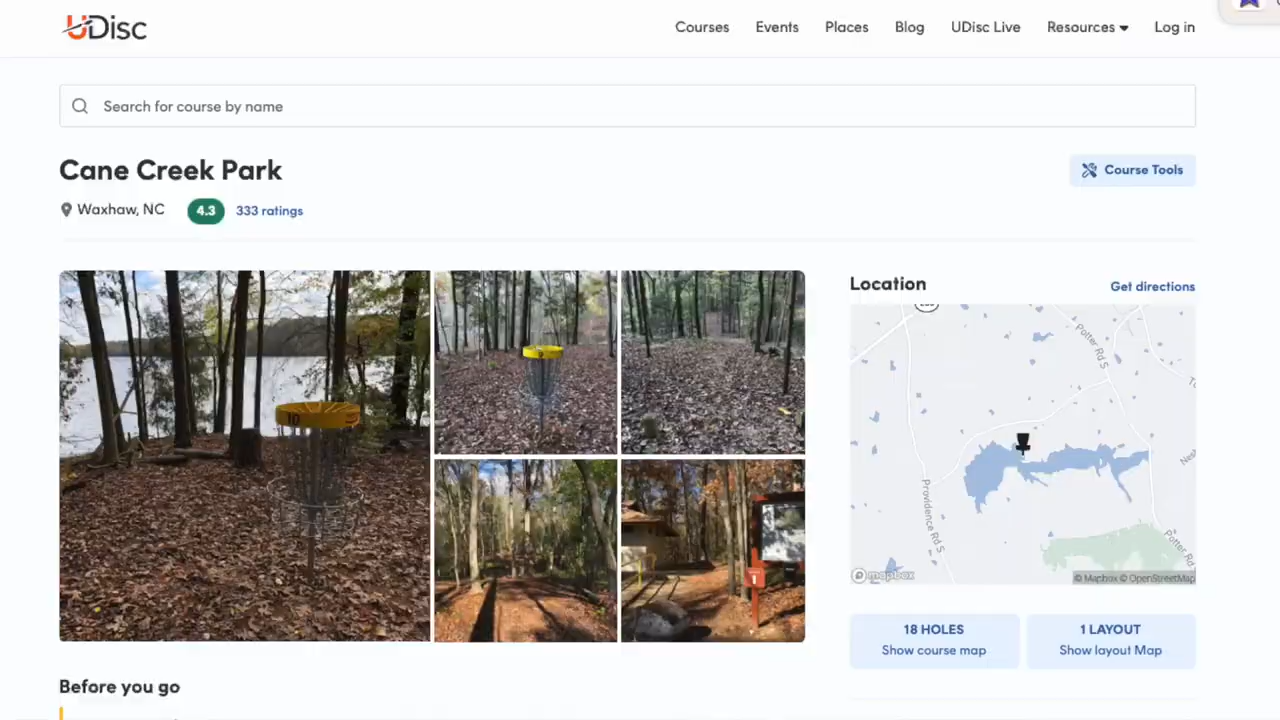 UDisc
Courses
Events
Places
Blog
UDisc Live
Resources
Log in
Search for course by name
Cane Creek Park
Course Tools
Waxhaw, NC
4.3
333 ratings
10
Location
Get directions
Potter Rd S
Providence Rd S
Potter Rd
mapbox
© Mapbox © OpenStreetMap
18 HOLES
Show course map
1 LAYOUT
Show layout Map
Before you go